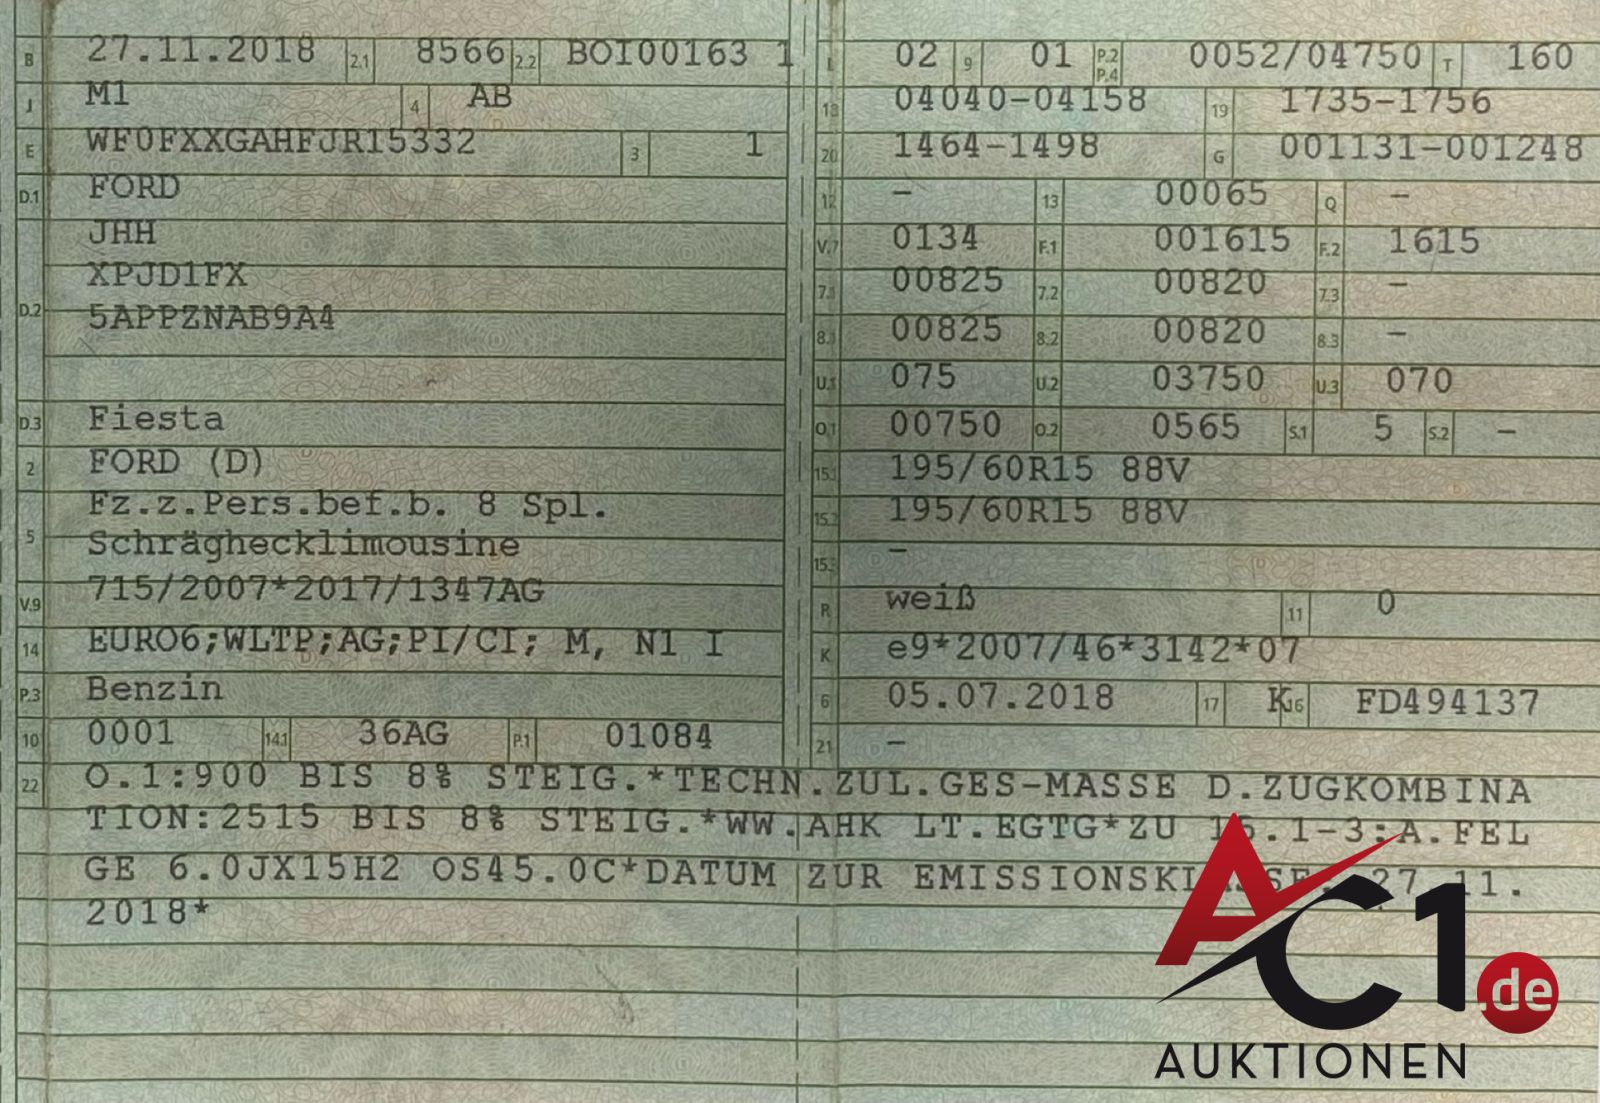 B 27.11.2018 2.1 8566 2.2 BOI00163 1
J M1 4 AB
E WF0FXXGAHFJR15332 3 1
D.1 FORD
JHH
XPJD1FX
D.2 5APPZNAB9A4
D.3 Fiesta
2 FORD (D)
Fz.z.Pers.bef.b. 8 Spl.
5 Schräghecklimousine
V.9 715/2007*2017/1347AG
14 EURO6;WLTP;AG;PI/CI; M, N1 I
P.3 Benzin
10 0001 14.1 36AG P.1 01084
L 02 9 01 P.2 P.4 0052/04750 T 160
18 04040-04158 19 1735-1756
20 1464-1498 G 001131-001248
12 – 13 00065 Q –
V.7 0134 F.1 001615 F.2 1615
7.1 00825 7.2 00820 7.3 –
8.1 00825 8.2 00820 8.3 –
U.1 075 U.2 03750 U.3 070
O.1 00750 O.2 0565 S.1 5 S.2 –
15.1 195/60R15 88V
15.2 195/60R15 88V
15.3 –
R weiß 11 0
K e9*2007/46*3142*07
6 05.07.2018 17 K 16 FD494137
21 –
22 O.1:900 BIS 8% STEIG.*TECHN.ZUL.GES-MASSE D.ZUGKOMBINA
TION:2515 BIS 8% STEIG.*WW.AHK LT.EGTG*ZU 15.1-3:A.FEL
GE 6.0JX15H2 OS45.0C*DATUM ZUR EMISSIONSKLASSE: 27.11.
2018*
AC1.de
AUKTIONEN